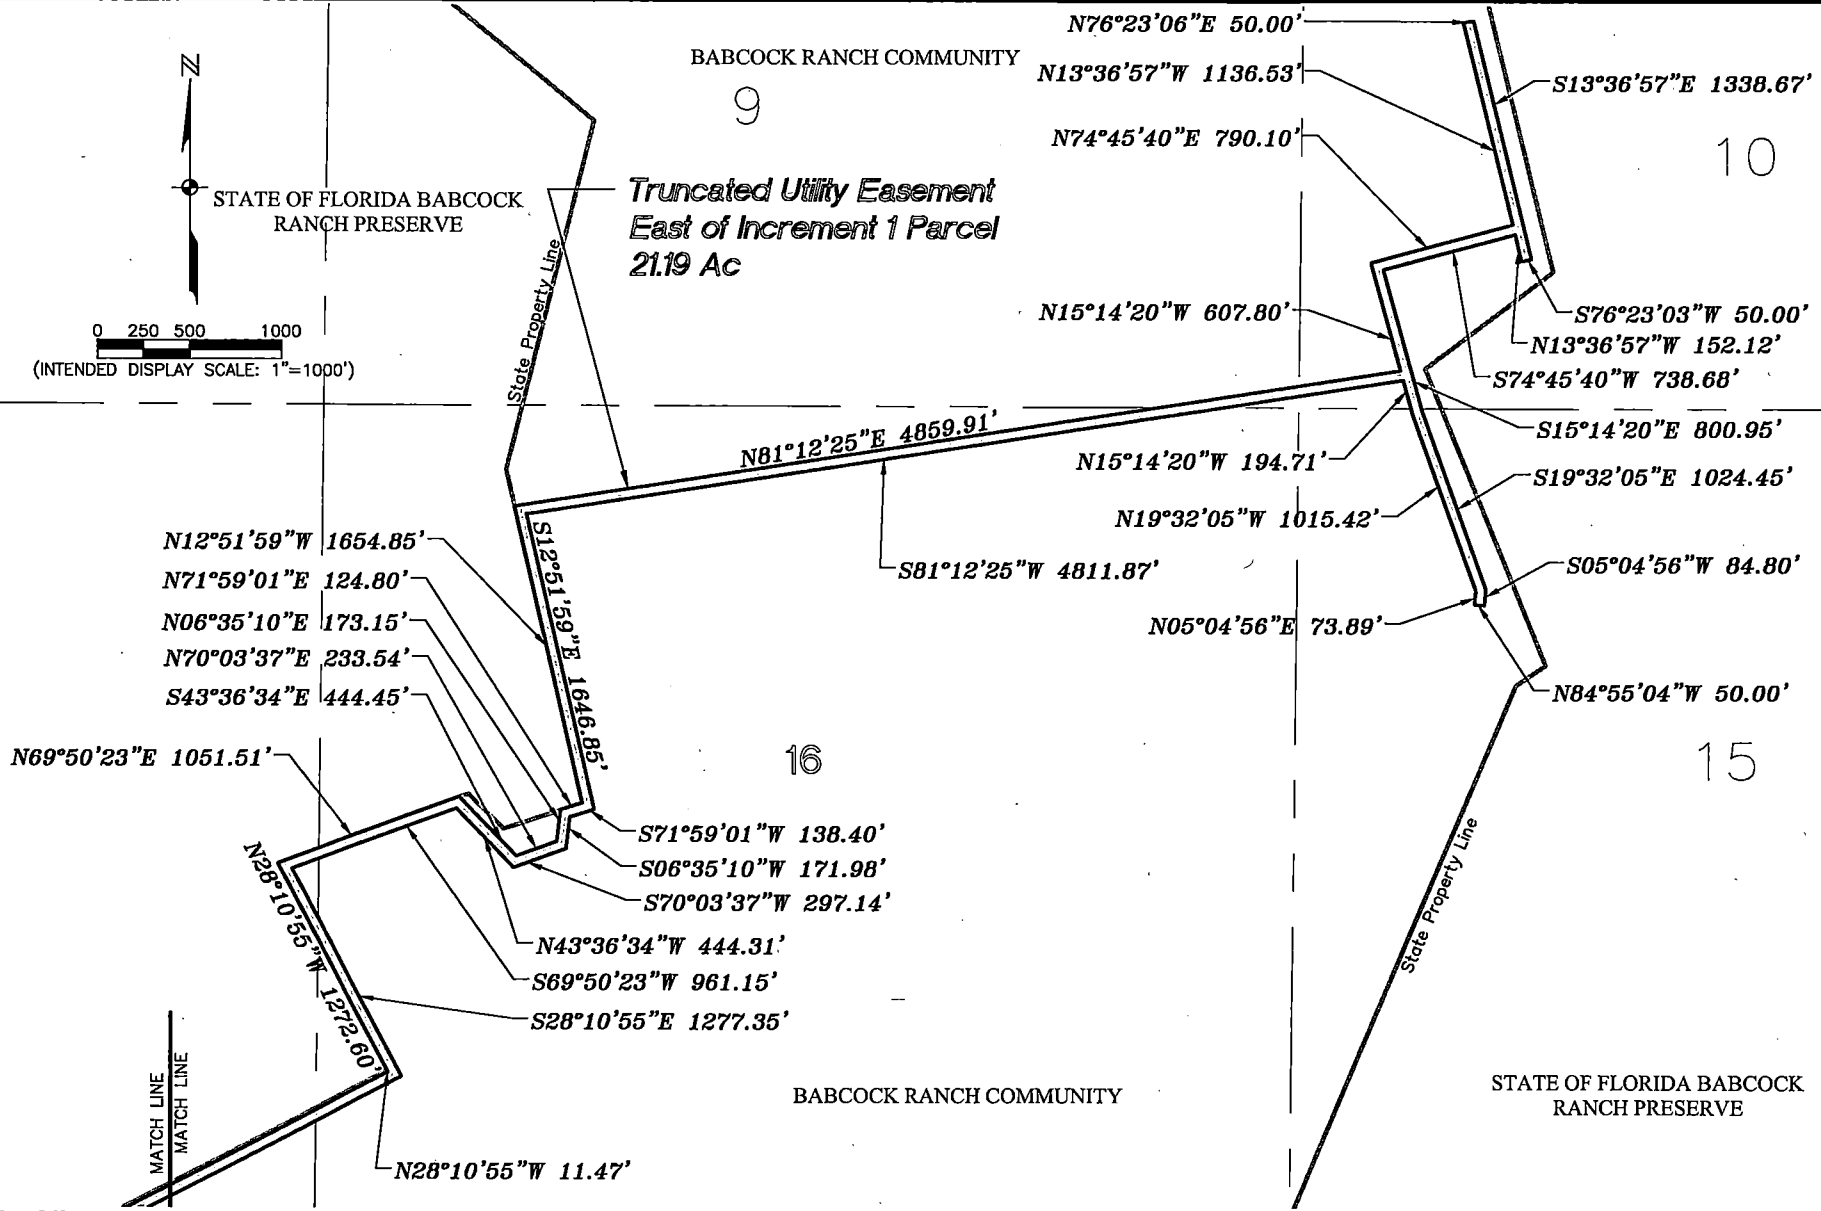 N76°23'06"E 50.00'
BABCOCK RANCH COMMUNITY
N13°36'57"W 1136.53'
S13°36'57"E 1338.67'
N
9
N74°45'40"E 790.10'
10
STATE OF FLORIDA BABCOCK
RANCH PRESERVE
Truncated Utility Easement
East of Increment 1 Parcel
21.19 Ac
State Property Line
N15°14'20"W 607.80'
S76°23'03"W 50.00'
0 250 500 1000
(INTENDED DISPLAY SCALE: 1"=1000')
N13°36'57"W 152.12'
S74°45'40"W 738.68'
N81°12'25"E 4859.91'
S15°14'20"E 800.95'
N15°14'20"W 194.71'
S19°32'05"E 1024.45'
N19°32'05"W 1015.42'
N12°51'59"W 1654.85'
S12°51'59"E 1646.85'
S81°12'25"W 4811.87'
S05°04'56"W 84.80'
N71°59'01"E 124.80'
N06°35'10"E 173.15'
N05°04'56"E 73.89'
N70°03'37"E 233.54'
S43°36'34"E 444.45'
N84°55'04"W 50.00'
N69°50'23"E 1051.51'
16
15
S71°59'01"W 138.40'
S06°35'10"W 171.98'
S70°03'37"W 297.14'
N28°10'55"W 1272.60'
N43°36'34"W 444.31'
S69°50'23"W 961.15'
S28°10'55"E 1277.35'
State Property Line
MATCH LINE
MATCH LINE
BABCOCK RANCH COMMUNITY
STATE OF FLORIDA BABCOCK
RANCH PRESERVE
N28°10'55"W 11.47'